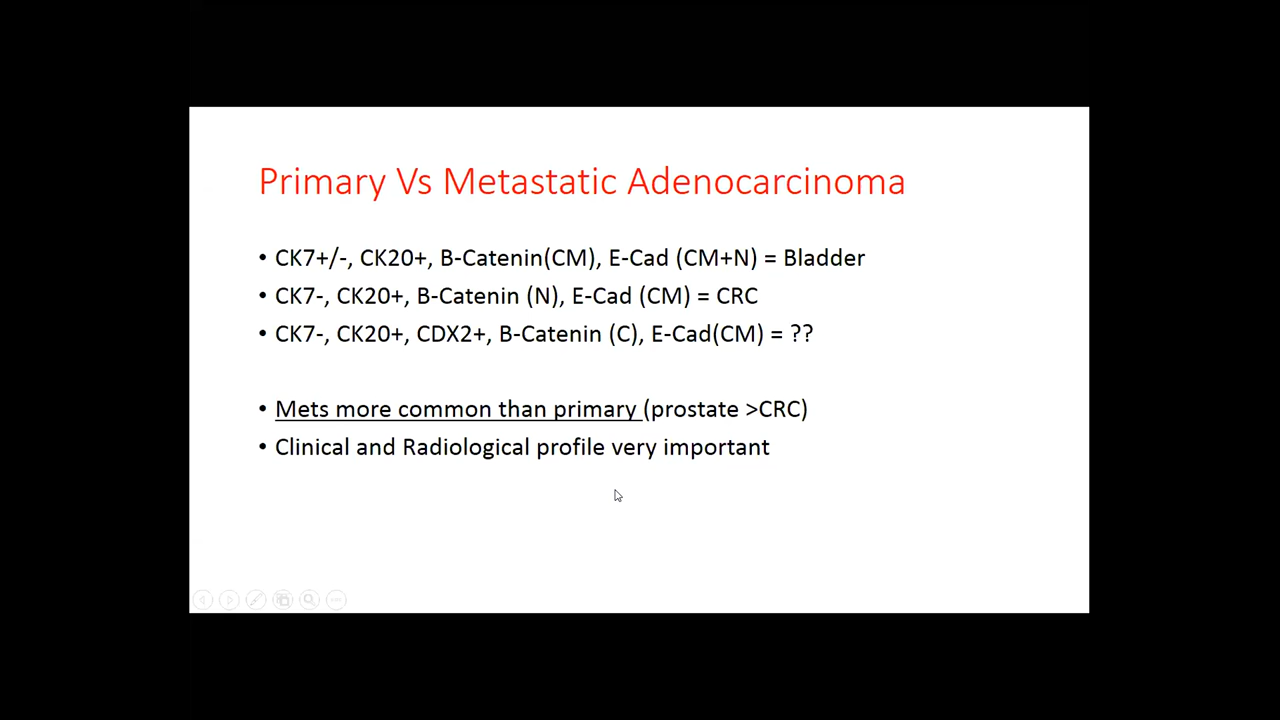 Primary Vs Metastatic Adenocarcinoma
• CK7+/-, CK20+, B-Catenin(CM), E-Cad (CM+N) = Bladder
• CK7-, CK20+, B-Catenin (N), E-Cad (CM) = CRC
• CK7-, CK20+, CDX2+, B-Catenin (C), E-Cad(CM) = ??
• Mets more common than primary (prostate >CRC)
• Clinical and Radiological profile very important